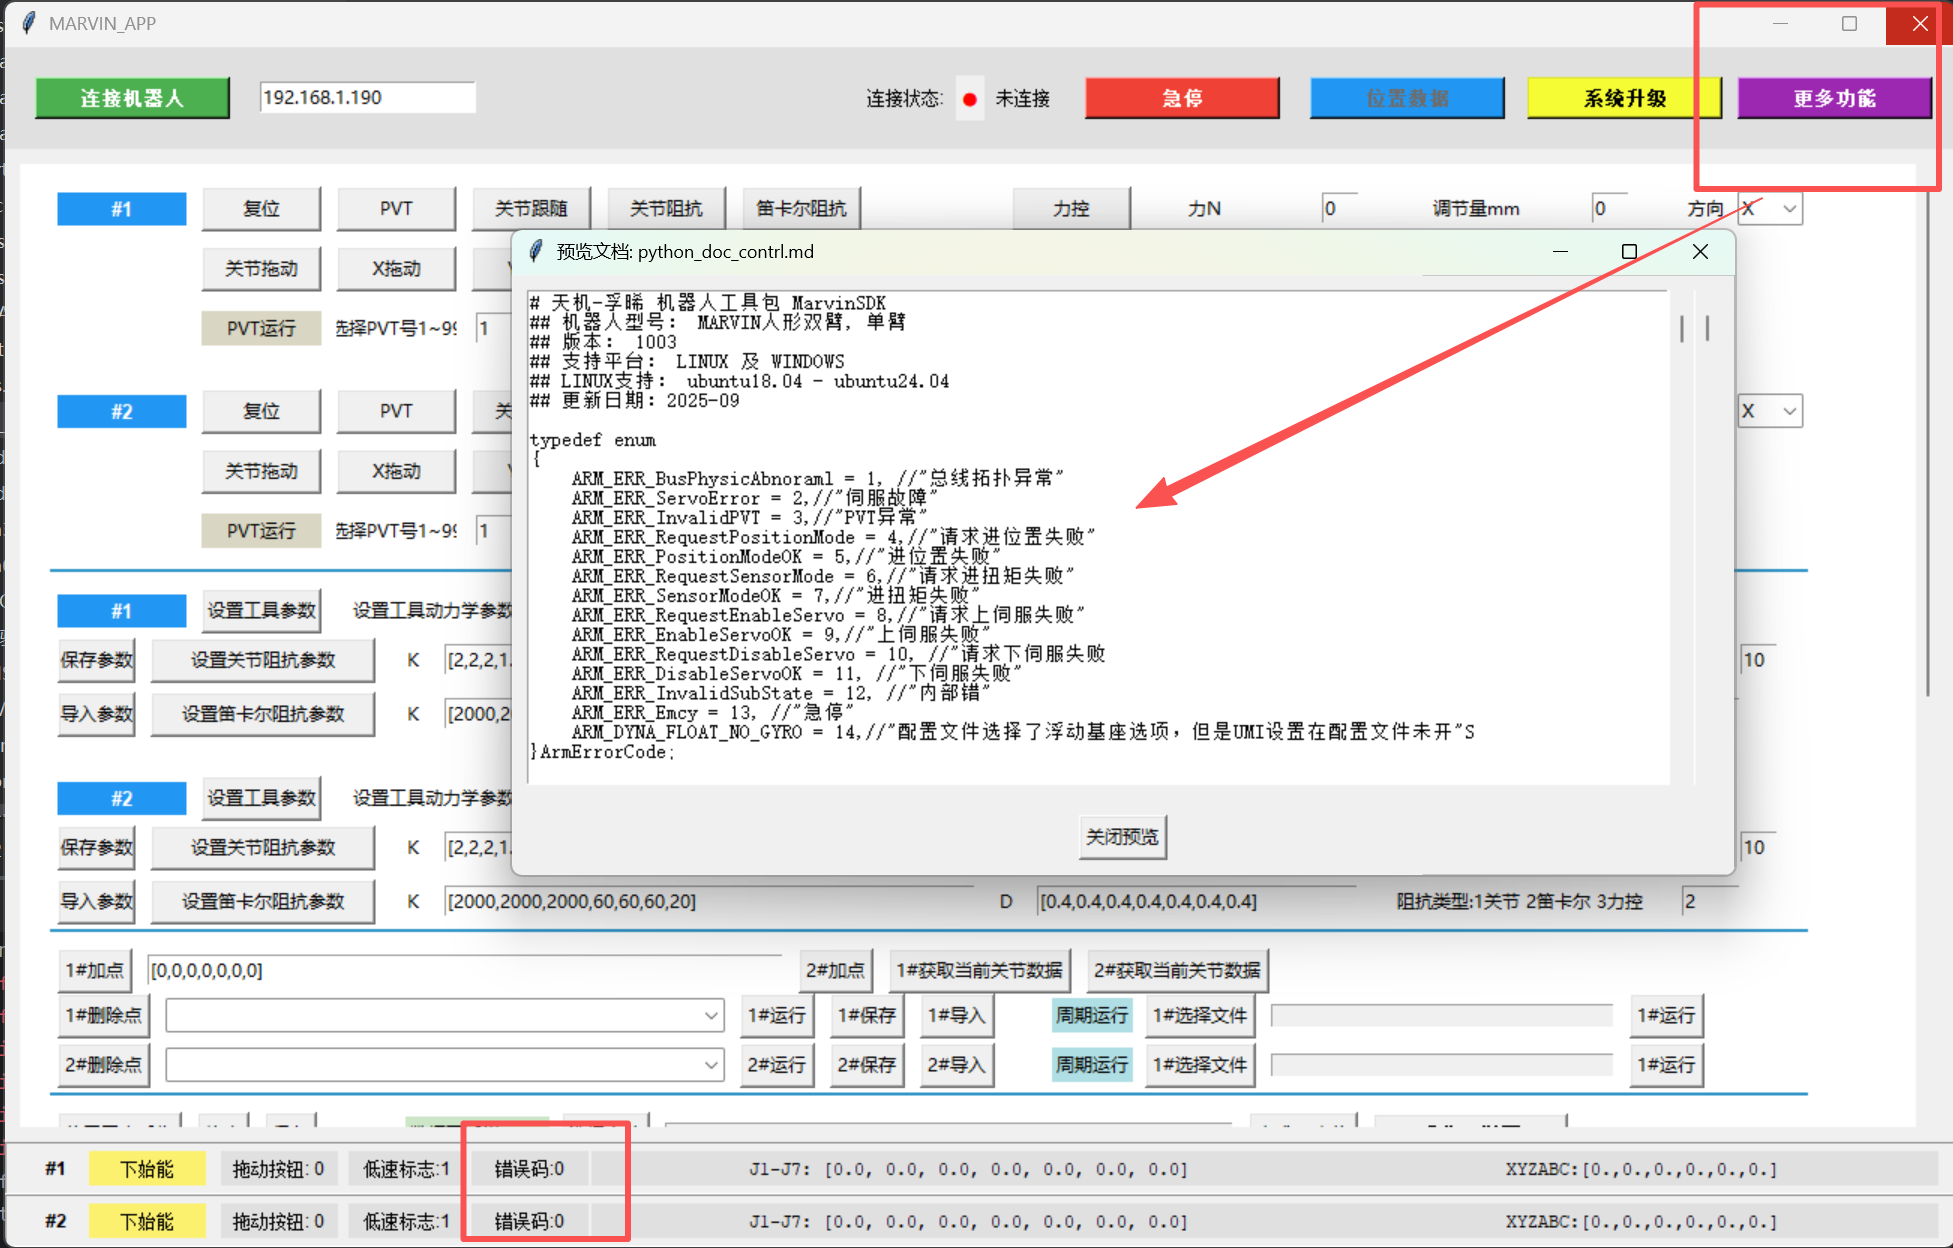 MARVIN_APP
连接机器人 192.168.1.190 连接状态: 未连接 急停 位置数据 系统升级 更多功能
#1 复位 PVT 关节跟随 关节阻抗 笛卡尔阻抗 力控 力N 0 调节量mm 0 方向 X
关节拖动 X拖动
PVT运行 选择PVT号1~99 1
#2 复位 PVT 关 X
关节拖动 X拖动
PVT运行 选择PVT号1~99 1
#1 设置工具参数 设置工具动力学参数
保存参数 设置关节阻抗参数 K [2,2,2,1. 10
导入参数 设置笛卡尔阻抗参数 K [2000,20
#2 设置工具参数 设置工具动力学参数
保存参数 设置关节阻抗参数 K [2,2,2,1. 10
导入参数 设置笛卡尔阻抗参数 K [2000,2000,2000,60,60,60,20] D [0.4,0.4,0.4,0.4,0.4,0.4,0.4] 阻抗类型:1关节 2笛卡尔 3力控 2
预览文档: python_doc_contrl.md
# 天机-孚晞 机器人工具包 MarvinSDK
## 机器人型号： MARVIN人形双臂, 单臂
## 版本： 1003
## 支持平台： LINUX 及 WINDOWS
## LINUX支持： ubuntu18.04 - ubuntu24.04
## 更新日期：2025-09
typedef enum
{
ARM_ERR_BusPhysicAbnoraml = 1, //"总线拓扑异常"
ARM_ERR_ServoError = 2,//"伺服故障"
ARM_ERR_InvalidPVT = 3,//"PVT异常"
ARM_ERR_RequestPositionMode = 4,//"请求进位置失败"
ARM_ERR_PositionModeOK = 5,//"进位置失败"
ARM_ERR_RequestSensorMode = 6,//"请求进扭矩失败"
ARM_ERR_SensorModeOK = 7,//"进扭矩失败"
ARM_ERR_RequestEnableServo = 8,//"请求上伺服失败"
ARM_ERR_EnableServoOK = 9,//"上伺服失败"
ARM_ERR_RequestDisableServo = 10, //"请求下伺服失败
ARM_ERR_DisableServoOK = 11, //"下伺服失败"
ARM_ERR_InvalidSubState = 12, //"内部错"
ARM_ERR_Emcy = 13, //"急停"
ARM_DYNA_FLOAT_NO_GYRO = 14,//"配置文件选择了浮动基座选项，但是UMI设置在配置文件未开"S
}ArmErrorCode;
关闭预览
1#加点 [0,0,0,0,0,0,0] 2#加点 1#获取当前关节数据 2#获取当前关节数据
1#删除点 1#运行 1#保存 1#导入 周期运行 1#选择文件 1#运行
2#删除点 2#运行 2#保存 2#导入 周期运行 1#选择文件 1#运行
#1 下始能 拖动按钮: 0 低速标志:1 错误码:0 J1-J7: [0.0, 0.0, 0.0, 0.0, 0.0, 0.0, 0.0] XYZABC:[0.,0.,0.,0.,0.,0.]
#2 下始能 拖动按钮: 0 低速标志:1 错误码:0 J1-J7: [0.0, 0.0, 0.0, 0.0, 0.0, 0.0, 0.0] XYZABC:[0.,0.,0.,0.,0.,0.]